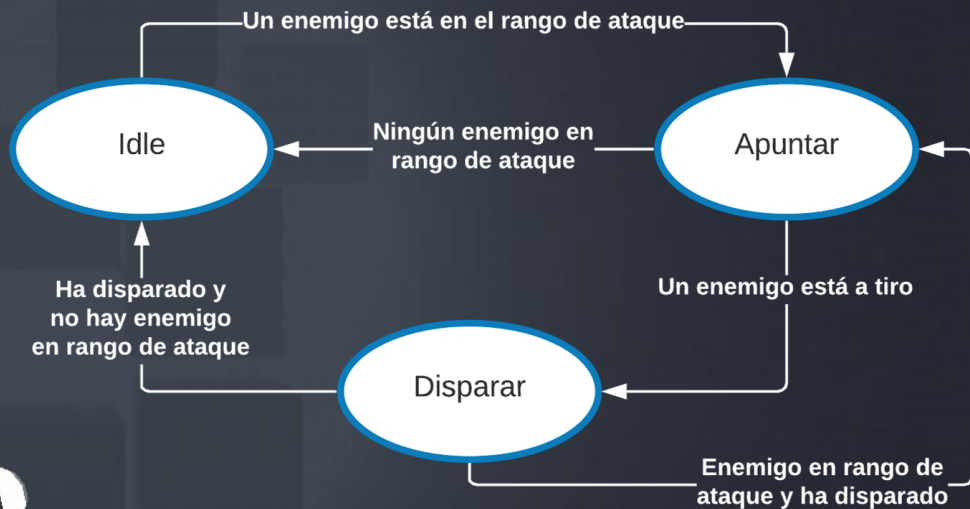 Un enemigo está en el rango de ataque
Idle
Ningún enemigo en
rango de ataque
Apuntar
Ha disparado y
no hay enemigo
en rango de ataque
Un enemigo está a tiro
Disparar
Enemigo en rango de
ataque y ha disparado